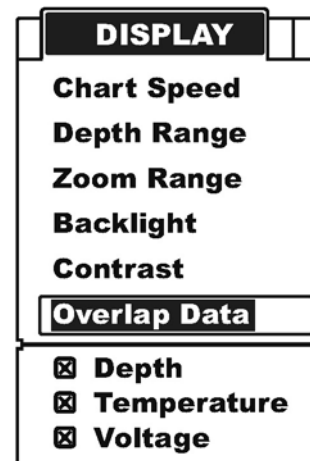 DISPLAY
Chart Speed
Depth Range
Zoom Range
Backlight
Contrast
Overlap Data
☒ Depth
☒ Temperature
☒ Voltage